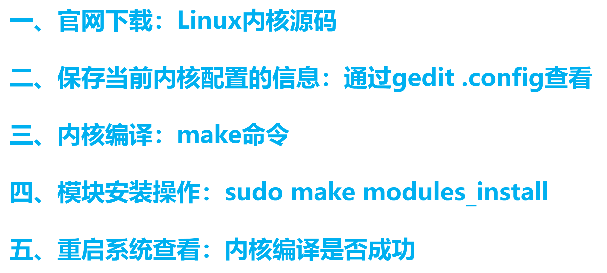 一、官网下载：Linux内核源码
二、保存当前内核配置的信息：通过gedit .config查看
三、内核编译：make命令
四、模块安装操作：sudo make modules_install
五、重启系统查看：内核编译是否成功